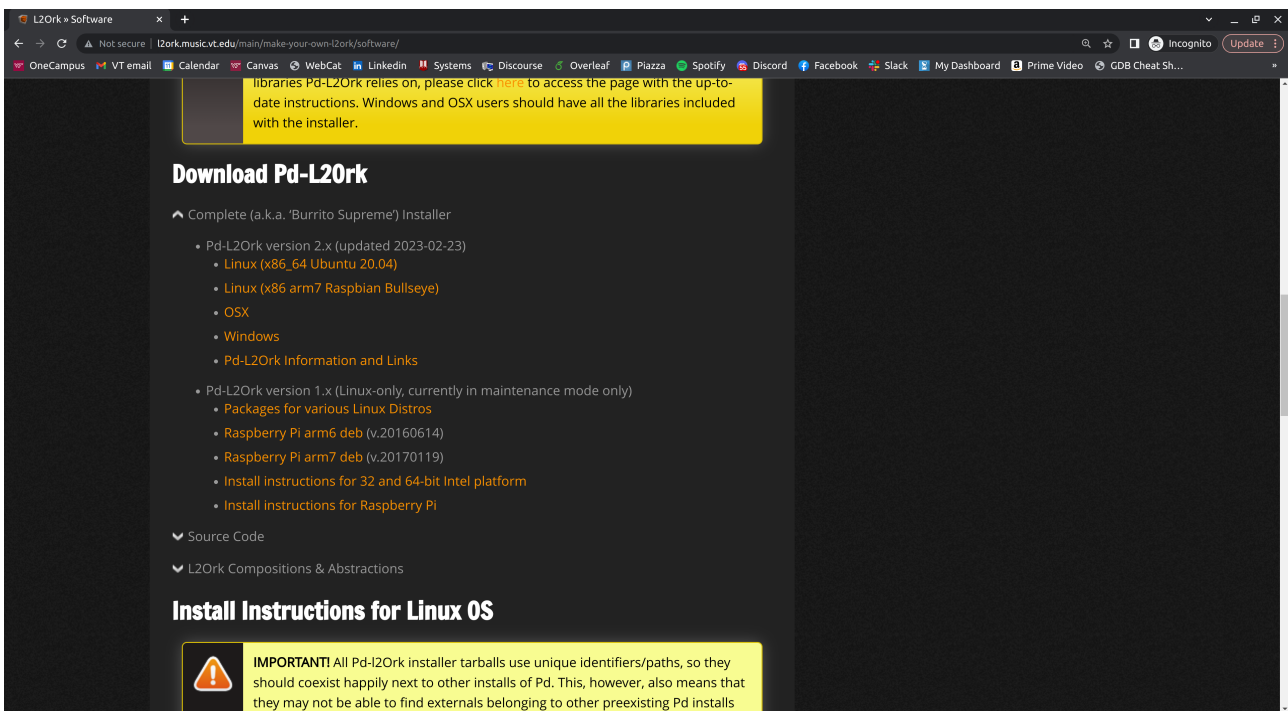 L2Ork » Software
Not secure | l2ork.music.vt.edu/main/make-your-own-l2ork/software/
Incognito
Update
OneCampus VT email Calendar Canvas WebCat Linkedin Systems Discourse Overleaf Piazza Spotify Discord Facebook Slack My Dashboard Prime Video GDB Cheat Sh... »
libraries Pd-L2Ork relies on, please click here to access the page with the up-to-
date instructions. Windows and OSX users should have all the libraries included
with the installer.
Download Pd-L2Ork
Complete (a.k.a. ‘Burrito Supreme’) Installer
• Pd-L2Ork version 2.x (updated 2023-02-23)
• Linux (x86_64 Ubuntu 20.04)
• Linux (x86 arm7 Raspbian Bullseye)
• OSX
• Windows
• Pd-L2Ork Information and Links
• Pd-L2Ork version 1.x (Linux-only, currently in maintenance mode only)
• Packages for various Linux Distros
• Raspberry Pi arm6 deb (v.20160614)
• Raspberry Pi arm7 deb (v.20170119)
• Install instructions for 32 and 64-bit Intel platform
• Install instructions for Raspberry Pi
Source Code
L2Ork Compositions & Abstractions
Install Instructions for Linux OS
IMPORTANT! All Pd-l2Ork installer tarballs use unique identifiers/paths, so they
should coexist happily next to other installs of Pd. This, however, also means that
they may not be able to find externals belonging to other preexisting Pd installs